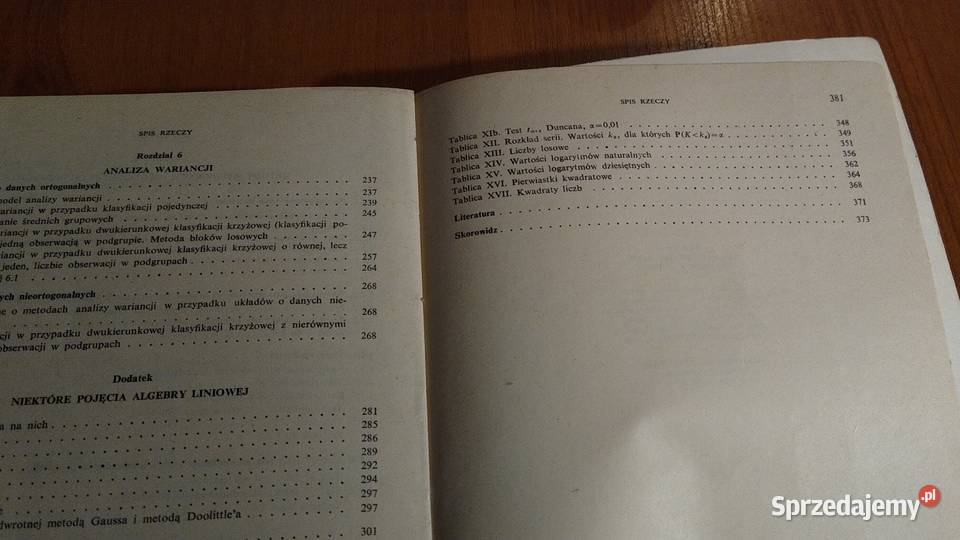 SPIS RZECZY
Rozdział 6
ANALIZA WARIANCJI
danych ortogonalnych . . . 237
model analizy wariancji . . . 237
wariancji w przypadku klasyfikacji pojedynczej . . . 239
średnich grupowych . . . 245
w przypadku dwukierunkowej klasyfikacji krzyżowej (klasyfikacji po-
jedną obserwacją w podgrupie. Metoda bloków losowych . . . 247
w przypadku dwukierunkowej klasyfikacji krzyżowej o równej, lecz
jeden, liczbie obserwacji w podgrupach . . . 257
6.1 . . . 264
nych nieortogonalnych . . . 268
o metodach analizy wariancji w przypadku układów o danych nie-
. . . 268
w przypadku dwukierunkowej klasyfikacji krzyżowej z nierównymi
obserwacji w podgrupach . . . 268
Dodatek
NIEKTÓRE POJĘCIA ALGEBRY LINIOWEJ
. . . 281
a na nich . . . 285
. . . 286
. . . 289
. . . 292
. . . 294
. . . 297
. . . 297
dwrotnej metodą Gaussa i metodą Doolittle'a
. . . 301
SPIS RZECZY 381
Tablica XIb. Test Duncana, α=0,01 . . . 348
Tablica XII. Rozkład serii. Wartości kα, dla których P(K<kα)=α . . . 349
Tablica XIII. Liczby losowe . . . 351
Tablica XIV. Wartości logarytmów naturalnych . . . 356
Tablica XV. Wartości logarytmów dziesiętnych . . . 362
Tablica XVI. Pierwiastki kwadratowe . . . 364
Tablica XVII. Kwadraty liczb . . . 368
Literatura . . . 371
Skorowidz . . . 373
Sprzedajemy .pl